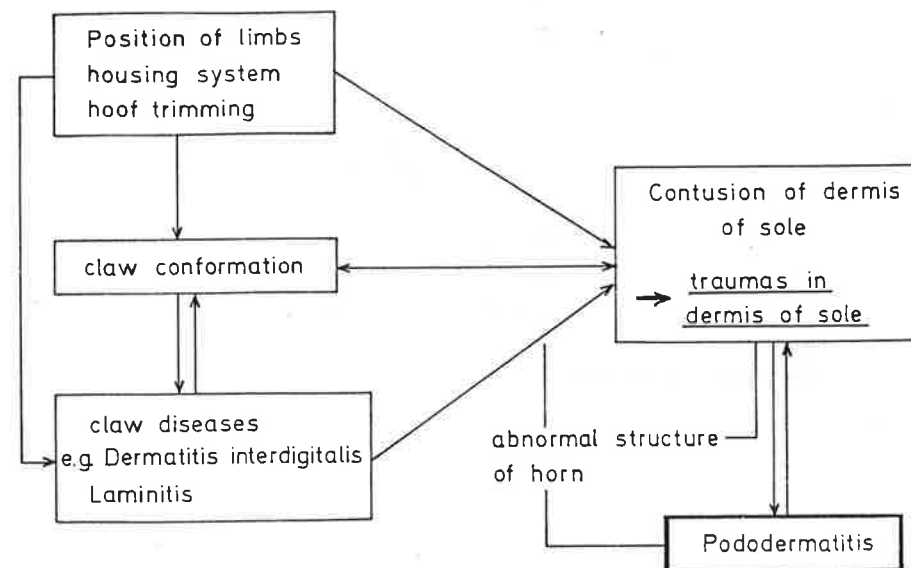 Position of limbs
housing system
hoof trimming
claw conformation
claw diseases
e.g. Dermatitis interdigitalis
Laminitis
Contusion of dermis
of sole
traumas in
dermis of sole
abnormal structure
of horn
Pododermatitis